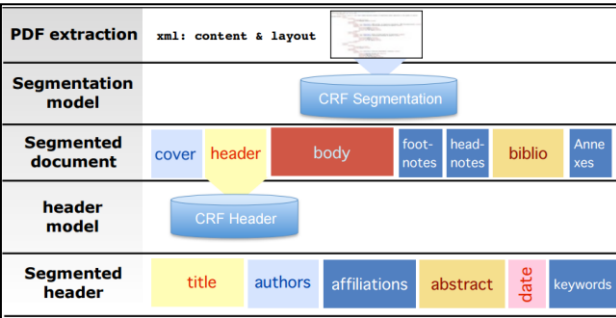 PDF extraction
xml: content & layout
Segmentation
model
CRF Segmentation
Segmented
document
cover
header
body
foot-
notes
head-
notes
biblio
Anne
xes
header
model
CRF Header
Segmented
header
title
authors
affiliations
abstract
date
keywords